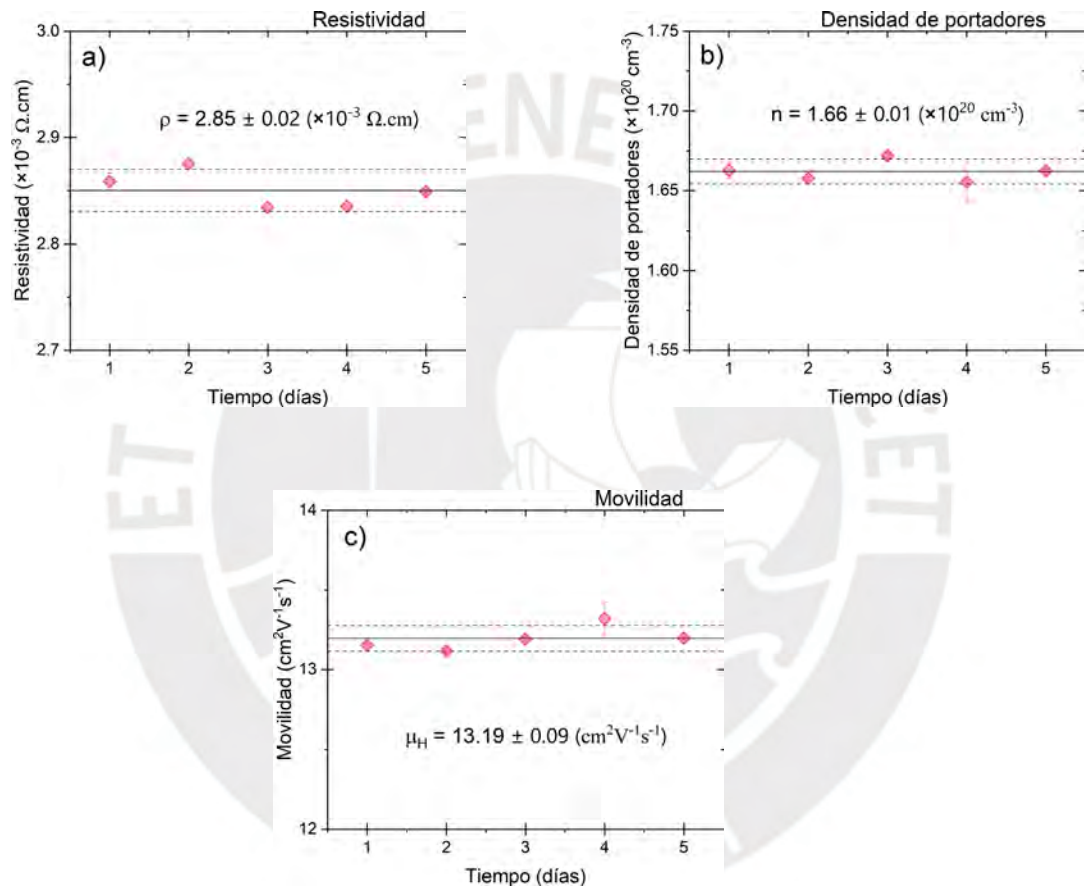 Resistividad
a)
ρ = 2.85 ± 0.02 (×10⁻³ Ω.cm)
Resistividad (×10⁻³ Ω.cm)
3.0
2.9
2.8
2.7
1 2 3 4 5
Tiempo (días)
Densidad de portadores
b)
n = 1.66 ± 0.01 (×10²⁰ cm⁻³)
Densidad de portadores (×10²⁰ cm⁻³)
1.75
1.70
1.65
1.60
1.55
1 2 3 4 5
Tiempo (días)
Movilidad
c)
μH = 13.19 ± 0.09 (cm²V⁻¹s⁻¹)
Movilidad (cm²V⁻¹s⁻¹)
14
13
12
1 2 3 4 5
Tiempo (días)
ENE
ET
ET